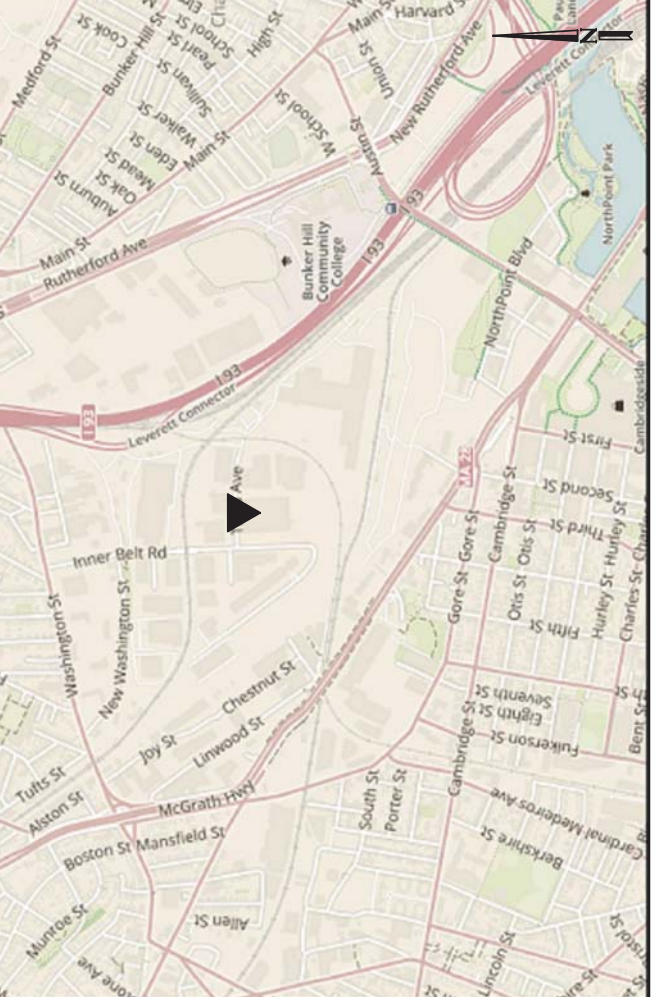 Cook St
School St
Pearl St
Sullivan St
Bunker Hill St
Medford St
High St
Main St
Harvard St
Union St
New Rutherford Ave
Leverett
N
Walker St
Eden St
Mead St
Oak St
Auburn St
Main St
W School St
Austin St
I 93
NorthPoint Park
Main St
Rutherford Ave
Bunker Hill
Community
College
I 93
NorthPoint Blvd
I 93
I 93
Leverett Connector
Cambridgeside
First St
Ave
Second St
Third St
Inner Belt Rd
Gore St
Gore St
Cambridge St
Otis St
Otis St
Hurley St
Hurley St
Charles St
Fifth St
Washington St
New Washington St
Chestnut St
Linwood St
Joy St
Seventh St
Eighth St
Fulkerson St
Bent St
Cambridge St
Tufts St
Alston St
McGrath Hwy
South St
Porter St
Boston St
Mansfield St
Cardinal Medeiros Ave
Berkshire St
Allen St
Munroe St
Lincoln St